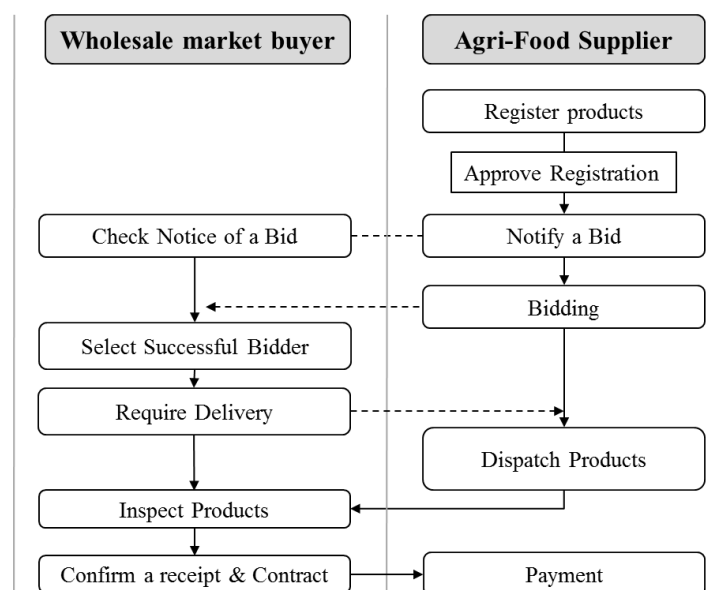 Wholesale market buyer
Agri-Food Supplier
Register products
Approve Registration
Check Notice of a Bid
Notify a Bid
Bidding
Select Successful Bidder
Require Delivery
Dispatch Products
Inspect Products
Confirm a receipt & Contract
Payment